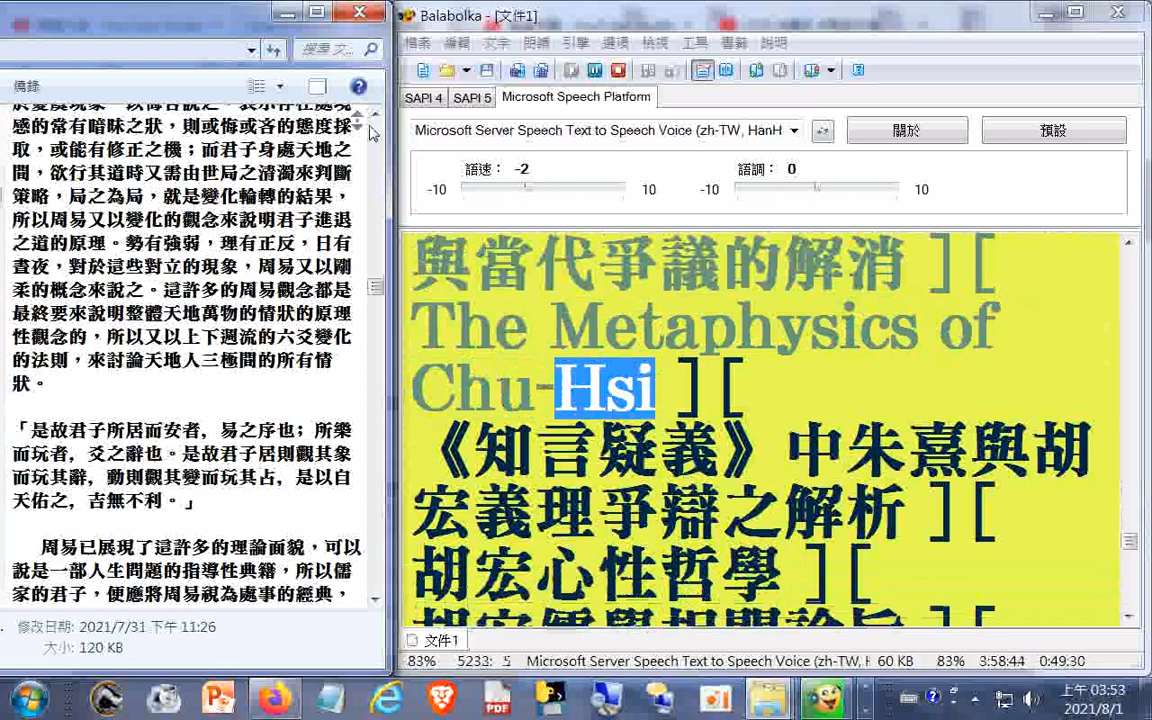 搜尋 文...
感的常有暗昧之狀，則或悔或吝的態度採
取，或能有修正之機；而君子身處天地之
間，欲行其道時又需由世局之清濁來判斷
策略，局之為局，就是變化輪轉的結果，
所以周易又以變化的觀念來說明君子進退
之道的原理。勢有強弱，理有正反，日有
晝夜，對於這些對立的現象，周易又以剛
柔的概念來說之。這許多的周易觀念都是
最終要來說明整體天地萬物的情狀的原理
性觀念的，所以又以上下週流的六爻變化
的法則，來討論天地人三極間的所有情
狀。
「是故君子所居而安者，易之序也；所樂
而玩者，爻之辭也。是故君子居則觀其象
而玩其辭，動則觀其變而玩其占，是以自
天佑之，吉無不利。」
周易已展現了這許多的理論面貌，可以
說是一部人生問題的指導性典籍，所以儒
家的君子，便應將周易視為處事的經典，
修改日期: 2021/7/31 下午 11:26
大小: 120 KB
Balabolka - [文件1]
檔案 編輯 文字 朗讀 引擎 選項 檢視 工具 書籤 說明
SAPI 4 SAPI 5 Microsoft Speech Platform
Microsoft Server Speech Text to Speech Voice (zh-TW, HanH 關於 預設
語速： -2 語調： 0
-10 10 -10 10
與當代爭議的解消 ][
The Metaphysics of
Chu-Hsi ][
《知言疑義》中朱熹與胡
宏義理爭辯之解析 ][
胡宏心性哲學 ][
文件1
83% 5233: 5 Microsoft Server Speech Text to Speech Voice (zh-TW, H 60 KB 83% 3:58:44 0:49:30
上午 03:53
2021/8/1